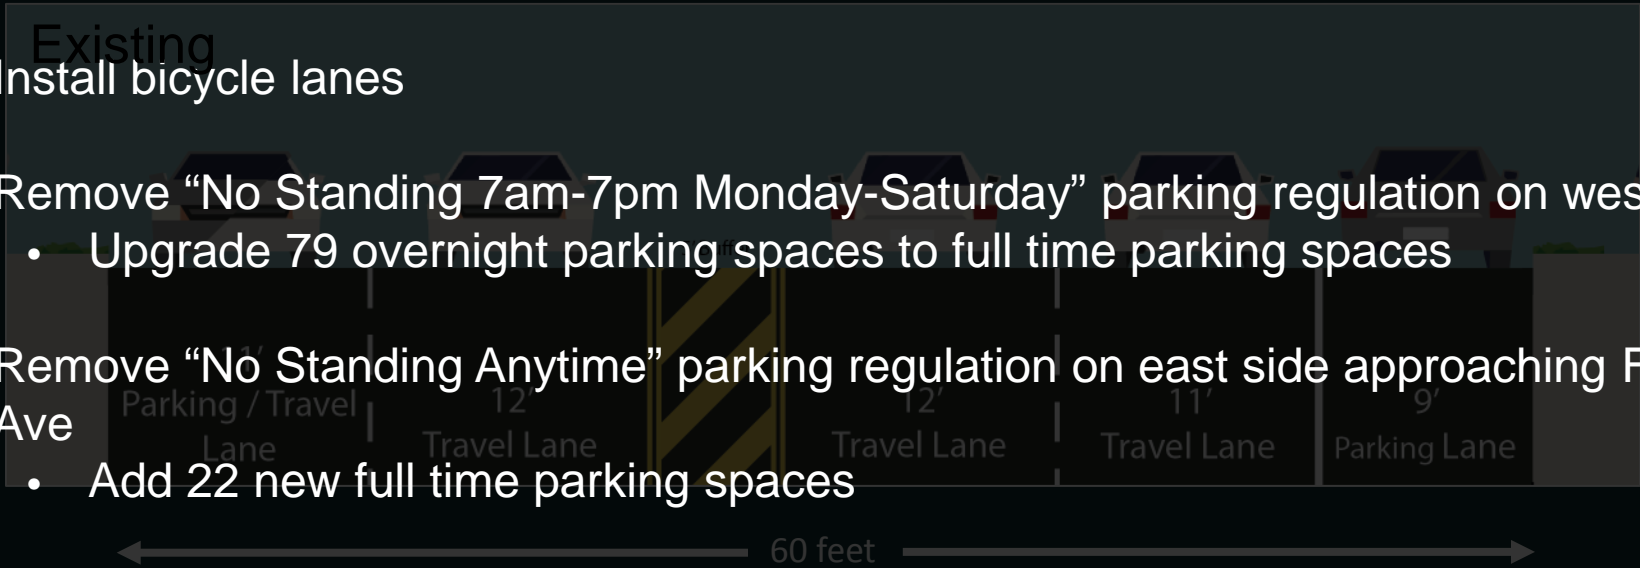 Existing
Install bicycle lanes
Remove “No Standing 7am-7pm Monday-Saturday” parking regulation on
• Upgrade 79 overnight parking spaces to full time parking spaces
Remove “No Standing Anytime” parking regulation on east side approaching
Ave
• Add 22 new full time parking spaces
11’
Parking / Travel
Lane
12’
Travel Lane
12’
Travel Lane
11’
Travel Lane
9’
Parking Lane
60 feet